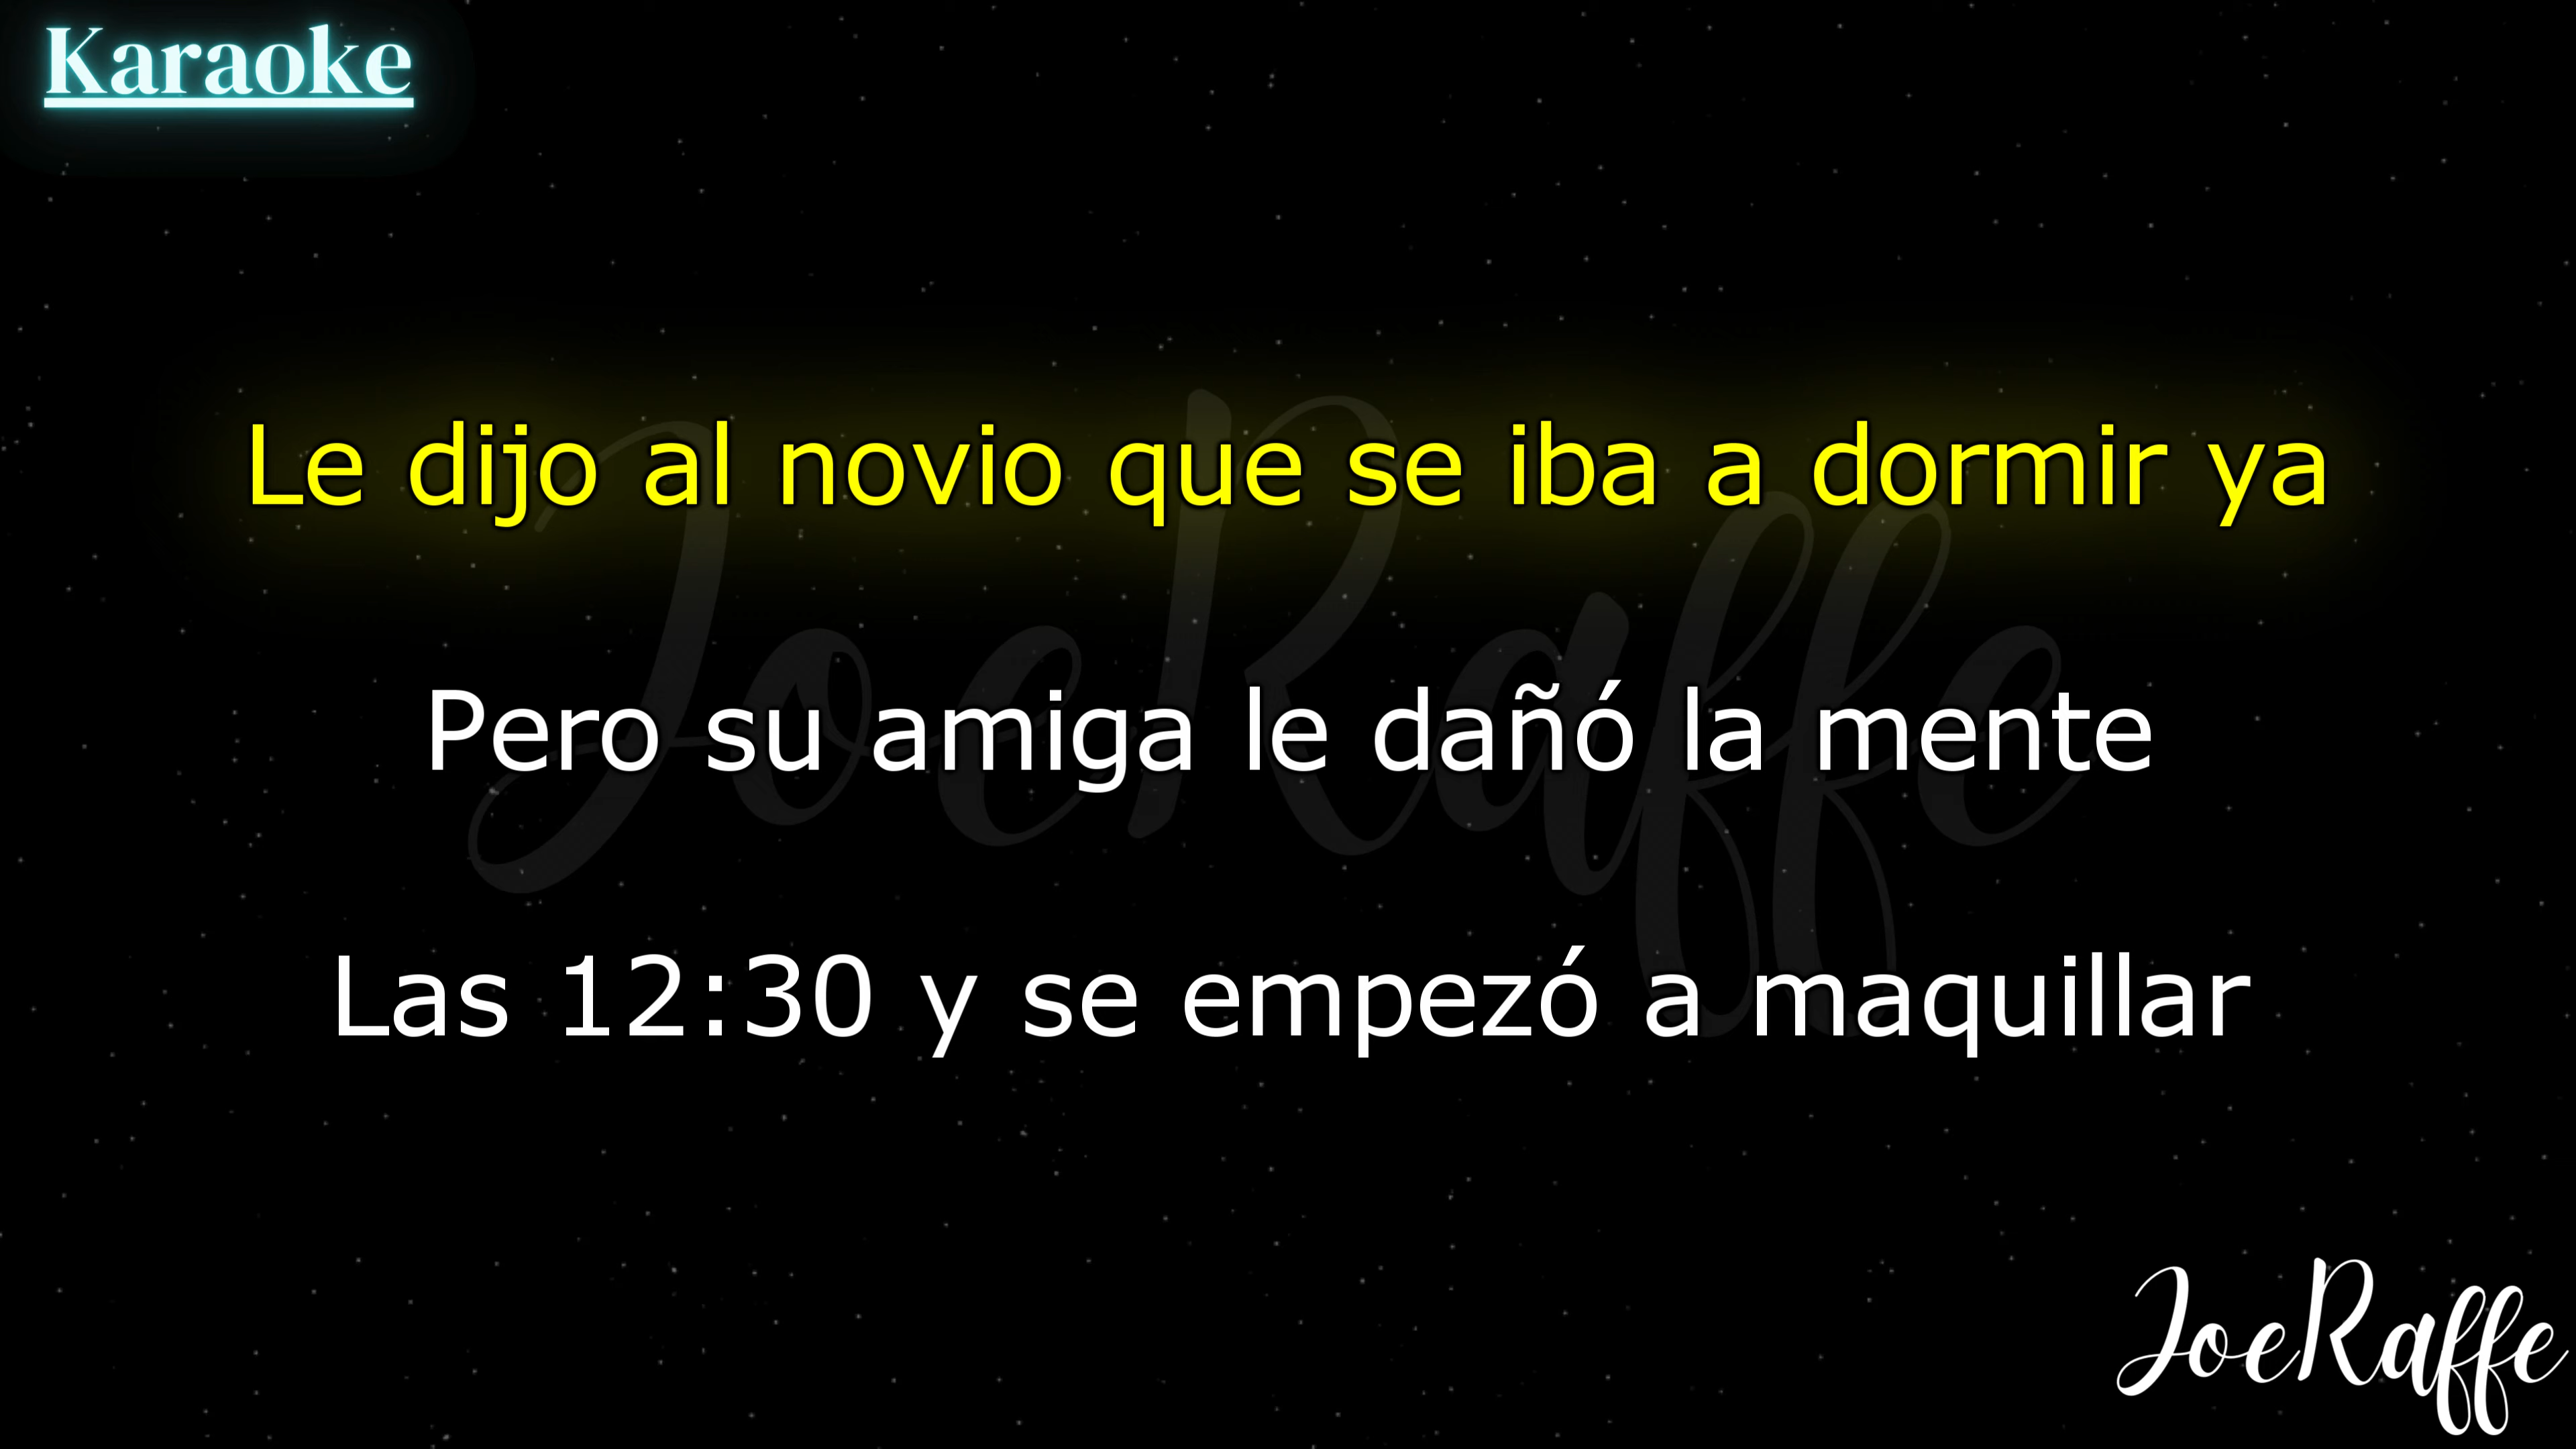 Karaoke
Le dijo al novio que se iba a dormir ya
Pero su amiga le dañó la mente
Las 12:30 y se empezó a maquillar
JoeRaffe
JoeRaffe